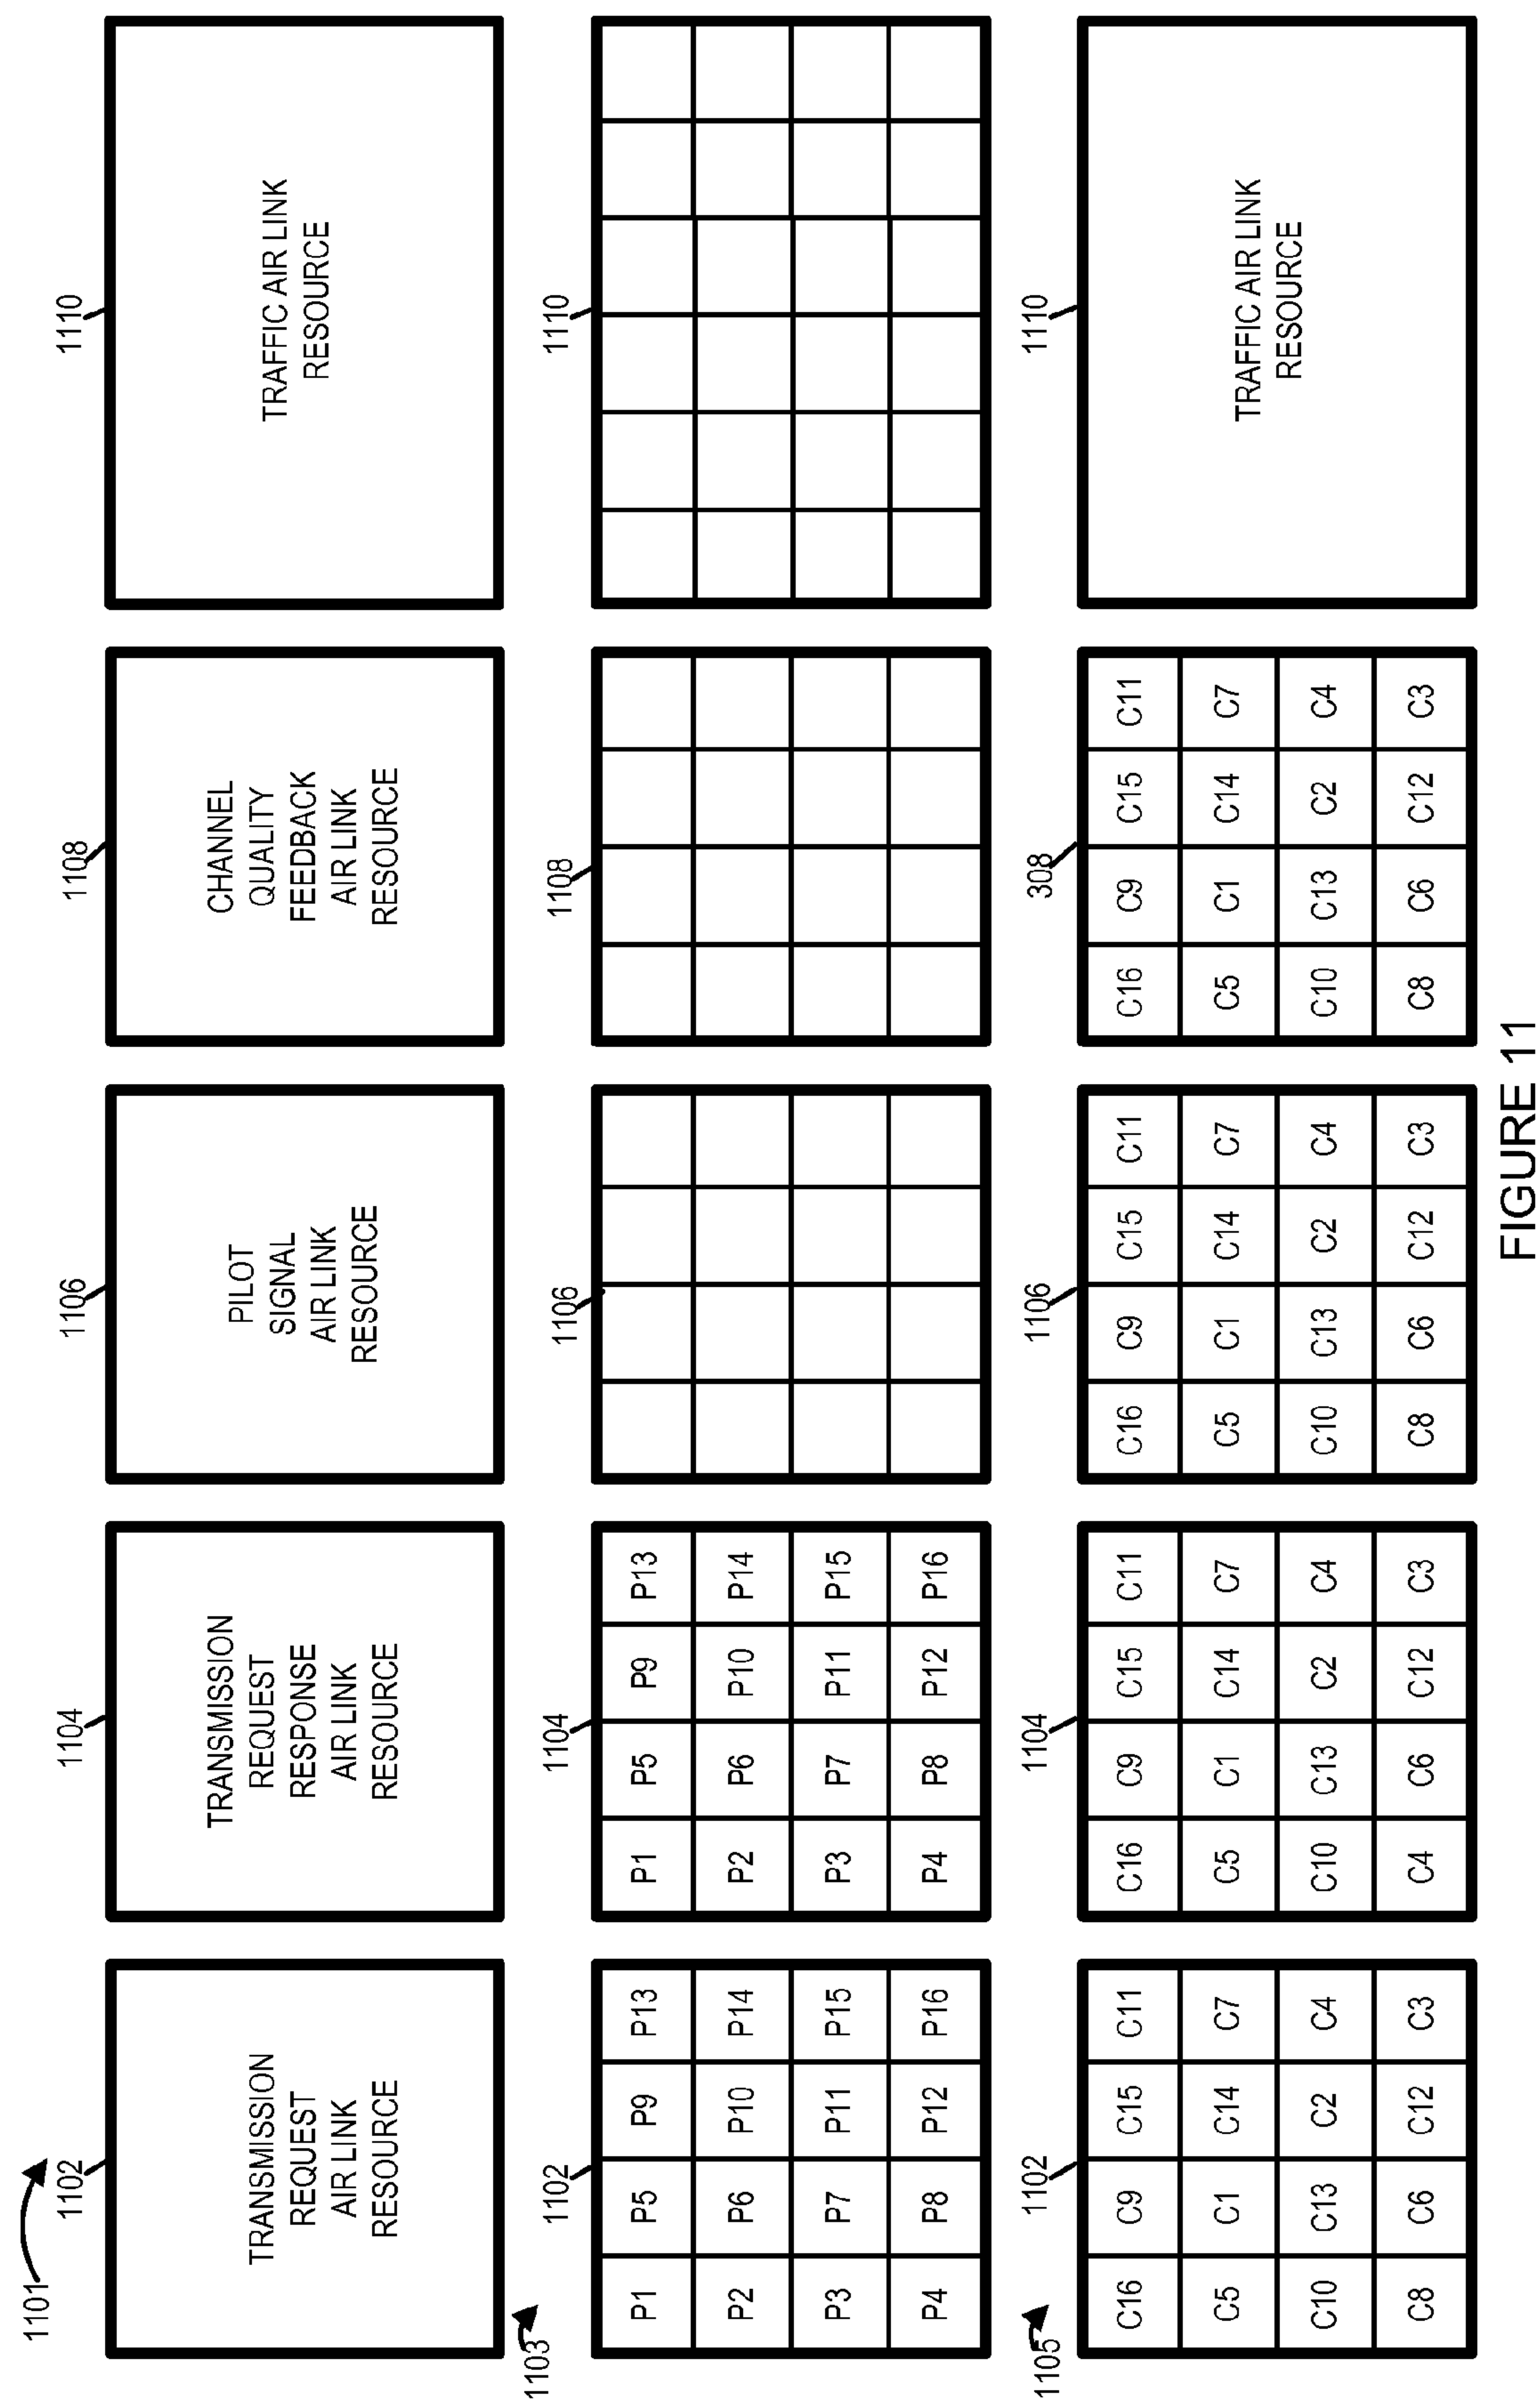 1101
1102
TRANSMISSION
REQUEST
AIR LINK
RESOURCE
1104
TRANSMISSION
REQUEST
RESPONSE
AIR LINK
RESOURCE
1106
PILOT
SIGNAL
AIR LINK
RESOURCE
1108
CHANNEL
QUALITY
FEEDBACK
AIR LINK
RESOURCE
1110
TRAFFIC AIR LINK
RESOURCE
1103
1102
P1 P5 P9 P13
P2 P6 P10 P14
P3 P7 P11 P15
P4 P8 P12 P16
1104
P1 P5 P9 P13
P2 P6 P10 P14
P3 P7 P11 P15
P4 P8 P12 P16
1106
1108
1110
1105
1102
C16 C9 C15 C11
C5 C1 C14 C7
C10 C13 C2 C4
C8 C6 C12 C3
1104
C16 C9 C15 C11
C5 C1 C14 C7
C10 C13 C2 C4
C4 C6 C12 C3
1106
C16 C9 C15 C11
C5 C1 C14 C7
C10 C13 C2 C4
C8 C6 C12 C3
308
C16 C9 C15 C11
C5 C1 C14 C7
C10 C13 C2 C4
C8 C6 C12 C3
1110
TRAFFIC AIR LINK
RESOURCE
FIGURE 11